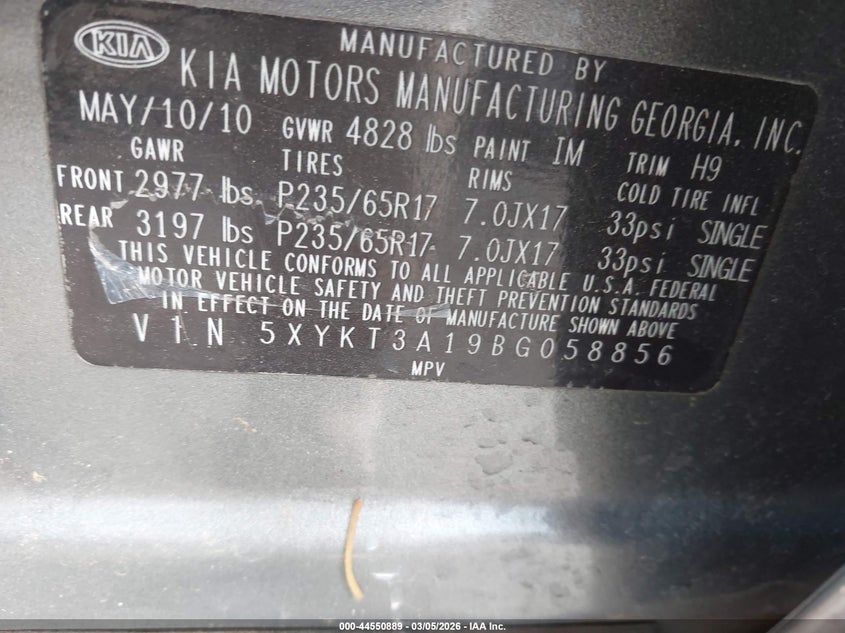 KIA
MANUFACTURED BY
KIA MOTORS MANUFACTURING GEORGIA, INC.
MAY/10/10 GVWR 4828 lbs PAINT IM TRIM H9
GAWR TIRES RIMS COLD TIRE INFL
FRONT 2977 lbs P235/65R17 7.0JX17 33psi SINGLE
REAR 3197 lbs P235/65R17 7.0JX17 33psi SINGLE
THIS VEHICLE CONFORMS TO ALL APPLICABLE U.S.A. FEDERAL
MOTOR VEHICLE SAFETY AND THEFT PREVENTION STANDARDS
IN EFFECT ON THE DATE OF MANUFACTURE SHOWN ABOVE
VIN 5XYKT3A19BG058856
MPV
000-44550889 | 03/05/2026 | IAA Inc.